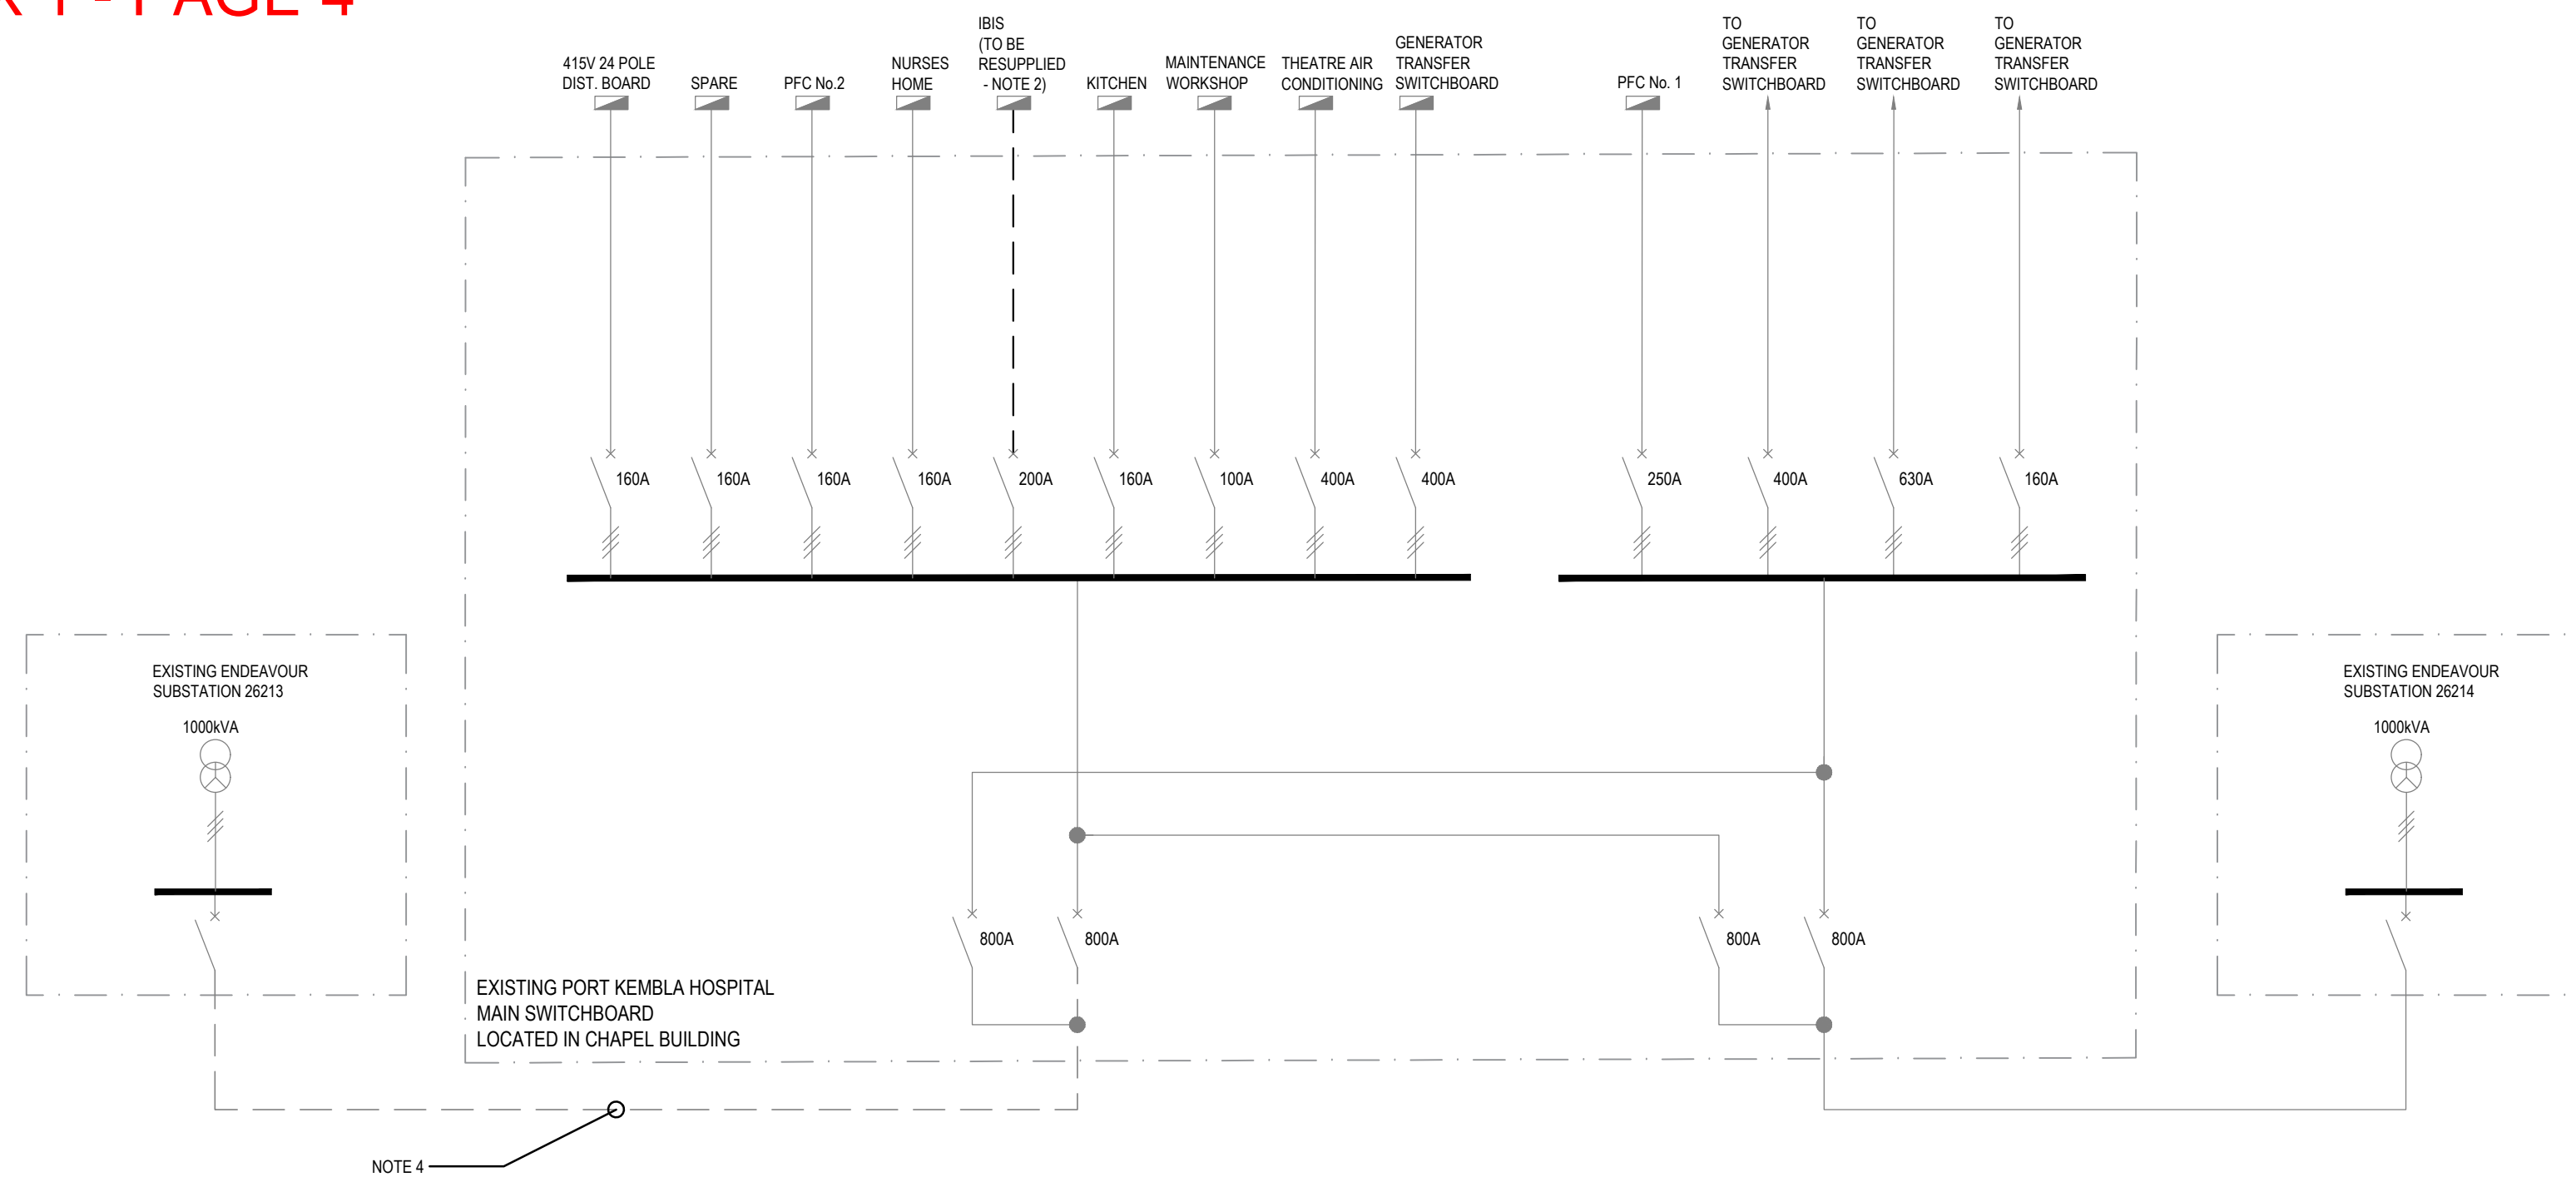 1 - PAGE 4
415V 24 POLE
DIST. BOARD
SPARE
PFC No.2
NURSES
HOME
IBIS
(TO BE
RESUPPLIED
- NOTE 2)
KITCHEN
MAINTENANCE
WORKSHOP
THEATRE AIR
CONDITIONING
GENERATOR
TRANSFER
SWITCHBOARD
PFC No. 1
TO
GENERATOR
TRANSFER
SWITCHBOARD
TO
GENERATOR
TRANSFER
SWITCHBOARD
TO
GENERATOR
TRANSFER
SWITCHBOARD
160A
160A
160A
160A
200A
160A
100A
400A
400A
250A
400A
630A
160A
EXISTING ENDEAVOUR
SUBSTATION 26213
1000kVA
EXISTING ENDEAVOUR
SUBSTATION 26214
1000kVA
800A
800A
800A
800A
EXISTING PORT KEMBLA HOSPITAL
MAIN SWITCHBOARD
LOCATED IN CHAPEL BUILDING
NOTE 4